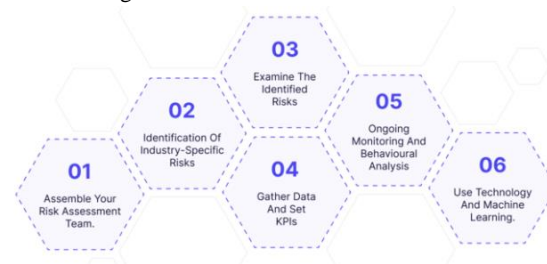 01
Assemble Your
Risk Assessment
Team.
02
Identification Of
Industry-Specific
Risks
03
Examine The
Identified
Risks
04
Gather Data
And Set
KPIs
05
Ongoing
Monitoring And
Behavioural
Analysis
06
Use Technology
And Machine
Learning.